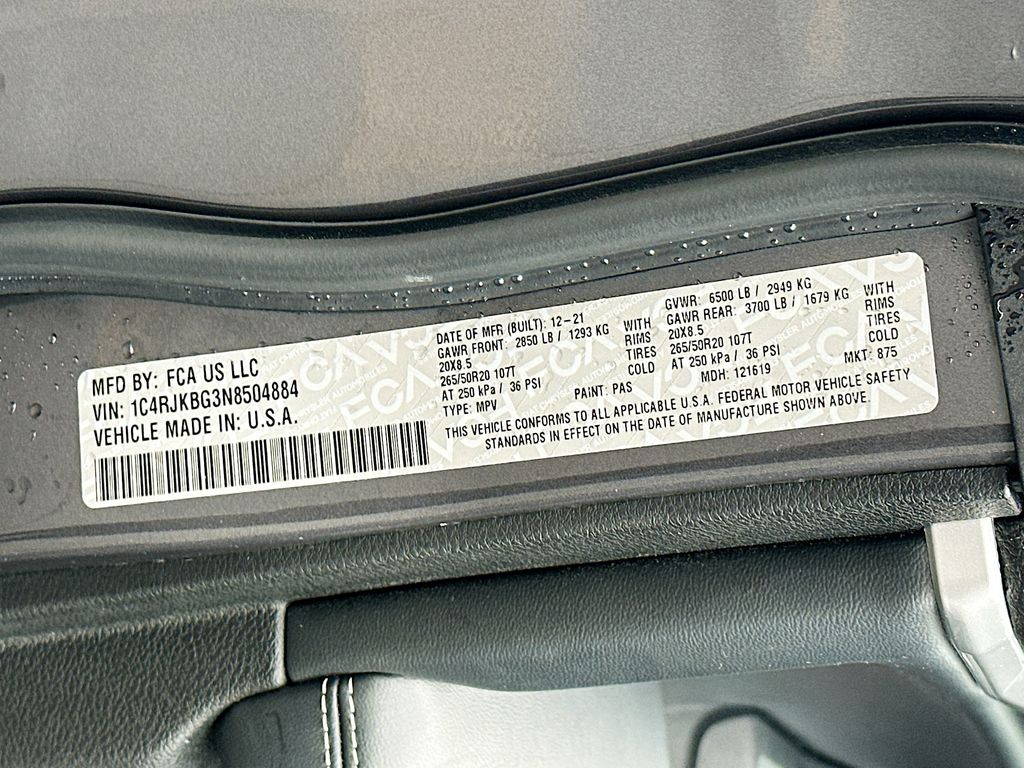 MFD BY: FCA US LLC
VIN: 1C4RJKBG3N8504884
VEHICLE MADE IN: U.S.A.
DATE OF MFR (BUILT): 12-21
GAWR FRONT: 2850 LB / 1293 KG WITH
20X8.5 RIMS
265/50R20 107T TIRES
AT 250 kPa / 36 PSI COLD
TYPE: MPV
PAINT: PAS
GVWR: 6500 LB / 2949 KG
GAWR REAR: 3700 LB / 1679 KG WITH
20X8.5 RIMS
265/50R20 107T TIRES
AT 250 kPa / 36 PSI COLD
MDH: 121619
MKT: 875
THIS VEHICLE CONFORMS TO ALL APPLICABLE U.S.A. FEDERAL MOTOR VEHICLE SAFETY
STANDARDS IN EFFECT ON THE DATE OF MANUFACTURE SHOWN ABOVE.